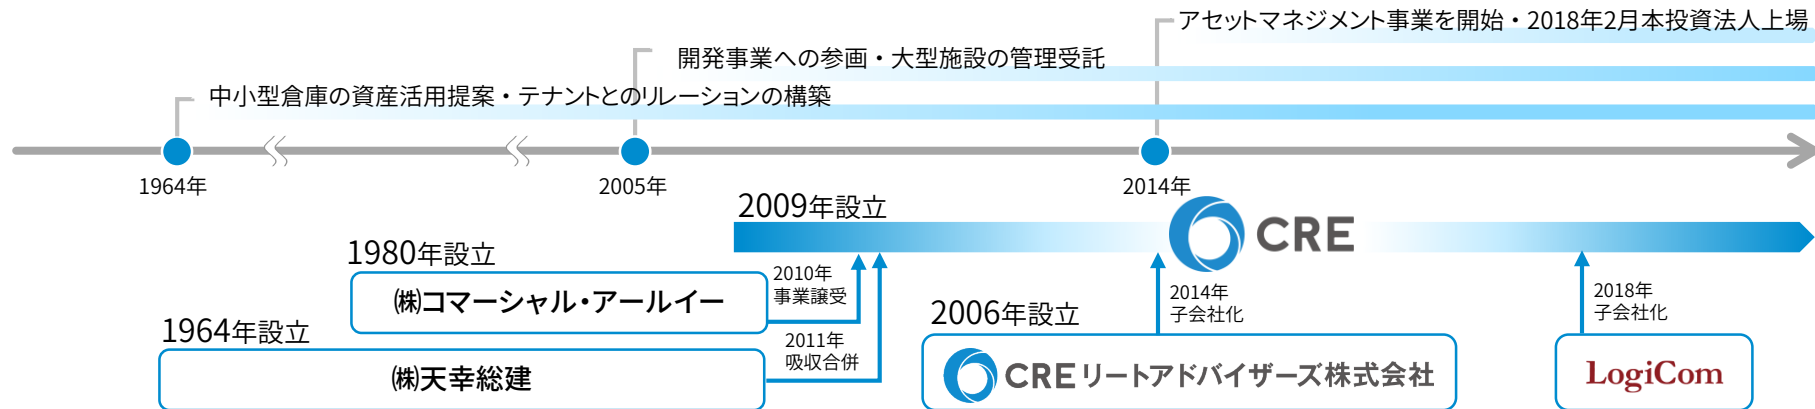 アセットマネジメント事業を開始・2018年2月本投資法人上場
開発事業への参画・大型施設の管理受託
中小型倉庫の資産活用提案・テナントとのリレーションの構築
1964年
2005年
2014年
2009年設立
CRE
1980年設立
㈱コマーシャル・アールイー
2010年
事業譲受
1964年設立
㈱天幸総建
2011年
吸収合併
2014年
子会社化
2006年設立
CREリートアドバイザーズ株式会社
2018年
子会社化
LogiCom